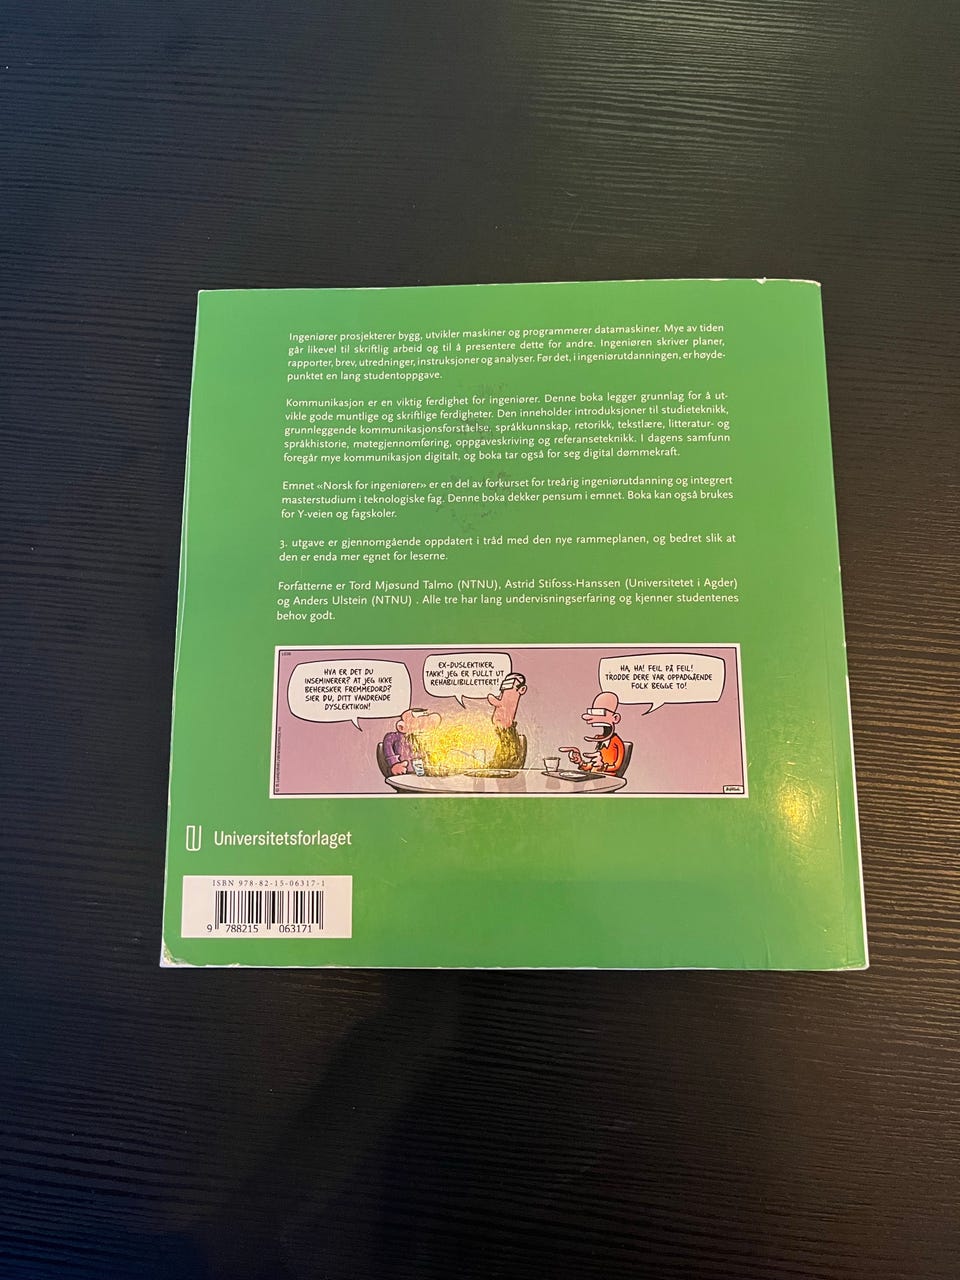 Ingeniører prosjekterer bygg, utvikler maskiner og programmerer datamaskiner. Mye av tiden
går likevel til skriftlig arbeid og til å presentere dette for andre. Ingeniøren skriver planer,
rapporter, brev, utredninger, instruksjoner og analyser. Før det, i ingeniørutdanningen, er høyde-
punktet en lang studentoppgave.
Kommunikasjon er en viktig ferdighet for ingeniører. Denne boka legger grunnlag for å ut-
vikle gode muntlige og skriftlige ferdigheter. Den inneholder introduksjoner til studieteknikk,
grunnleggende kommunikasjonsforståelse, språkkunnskap, retorikk, tekstlære, litteratur- og
språkhistorie, møtegjennomføring, oppgaveskriving og referanseteknikk. I dagens samfunn
foregår mye kommunikasjon digitalt, og boka tar også for seg digital dømmekraft.
Emnet «Norsk for ingeniører» er en del av forkurset for treårig ingeniørutdanning og integrert
masterstudium i teknologiske fag. Denne boka dekker pensum i emnet. Boka kan også brukes
for Y-veien og fagskoler.
3. utgave er gjennomgående oppdatert i tråd med den nye rammeplanen, og bedret slik at
den er enda mer egnet for leserne.
Forfatterne er Tord Mjøsund Talmo (NTNU), Astrid Stifoss-Hanssen (Universitetet i Agder)
og Anders Ulstein (NTNU) . Alle tre har lang undervisningserfaring og kjenner studentenes
behov godt.
HVA ER DET DU
INSEMINERER? AT JEG IKKE
BEHERSKER FREMMEDORD?
SIER DU, DITT VANDRENDE
DYSLEKTIKON!
EX-DUSLEKTIKER,
TAKK! JEG ER FULLT UT
REHABILIBILLETTERT!
HA, HA! FEIL PÅ FEIL!
TRODDE DERE VAR OPPADGÅENDE
FOLK BEGGE TO!
Universitetsforlaget
ISBN 978-82-15-06317-1
9 788215 063171